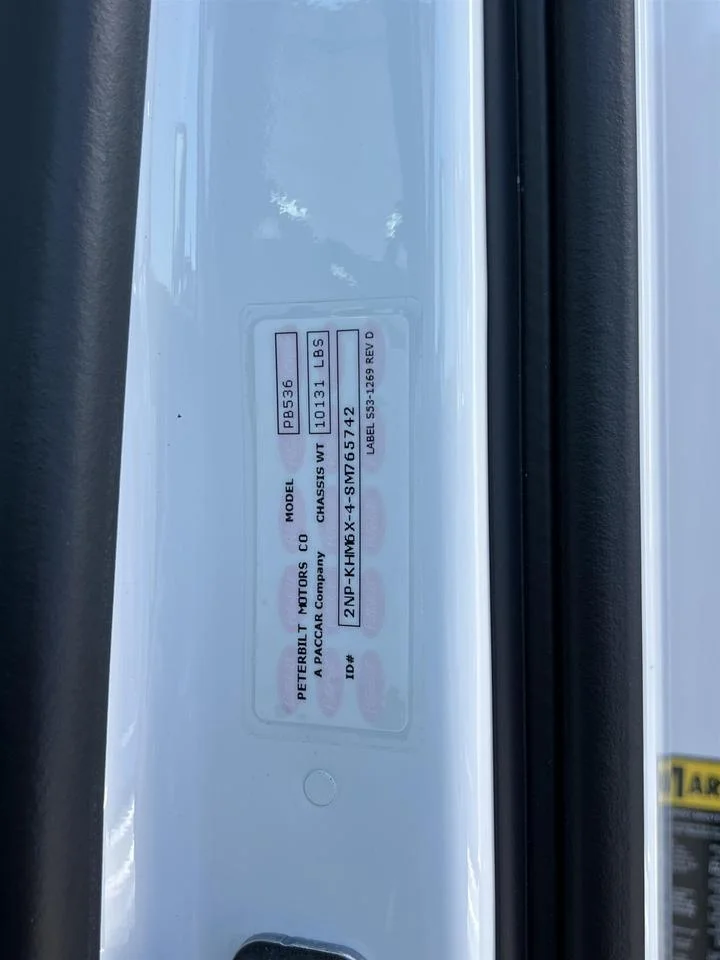 PETERBILT MOTORS CO MODEL PB536
A PACCAR Company CHASSIS WT 10131 LBS
ID# 2NP-KHM6X-4-SM765742
LABEL S53-1269 REV D